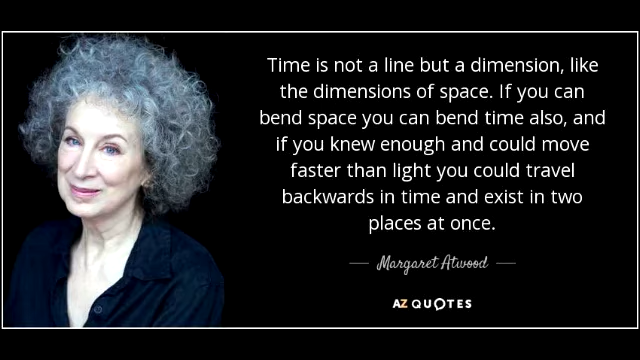 Time is not a line but a dimension, like
the dimensions of space. If you can
bend space you can bend time also, and
if you knew enough and could move
faster than light you could travel
backwards in time and exist in two
places at once.
Margaret Atwood
AZ QUOTES